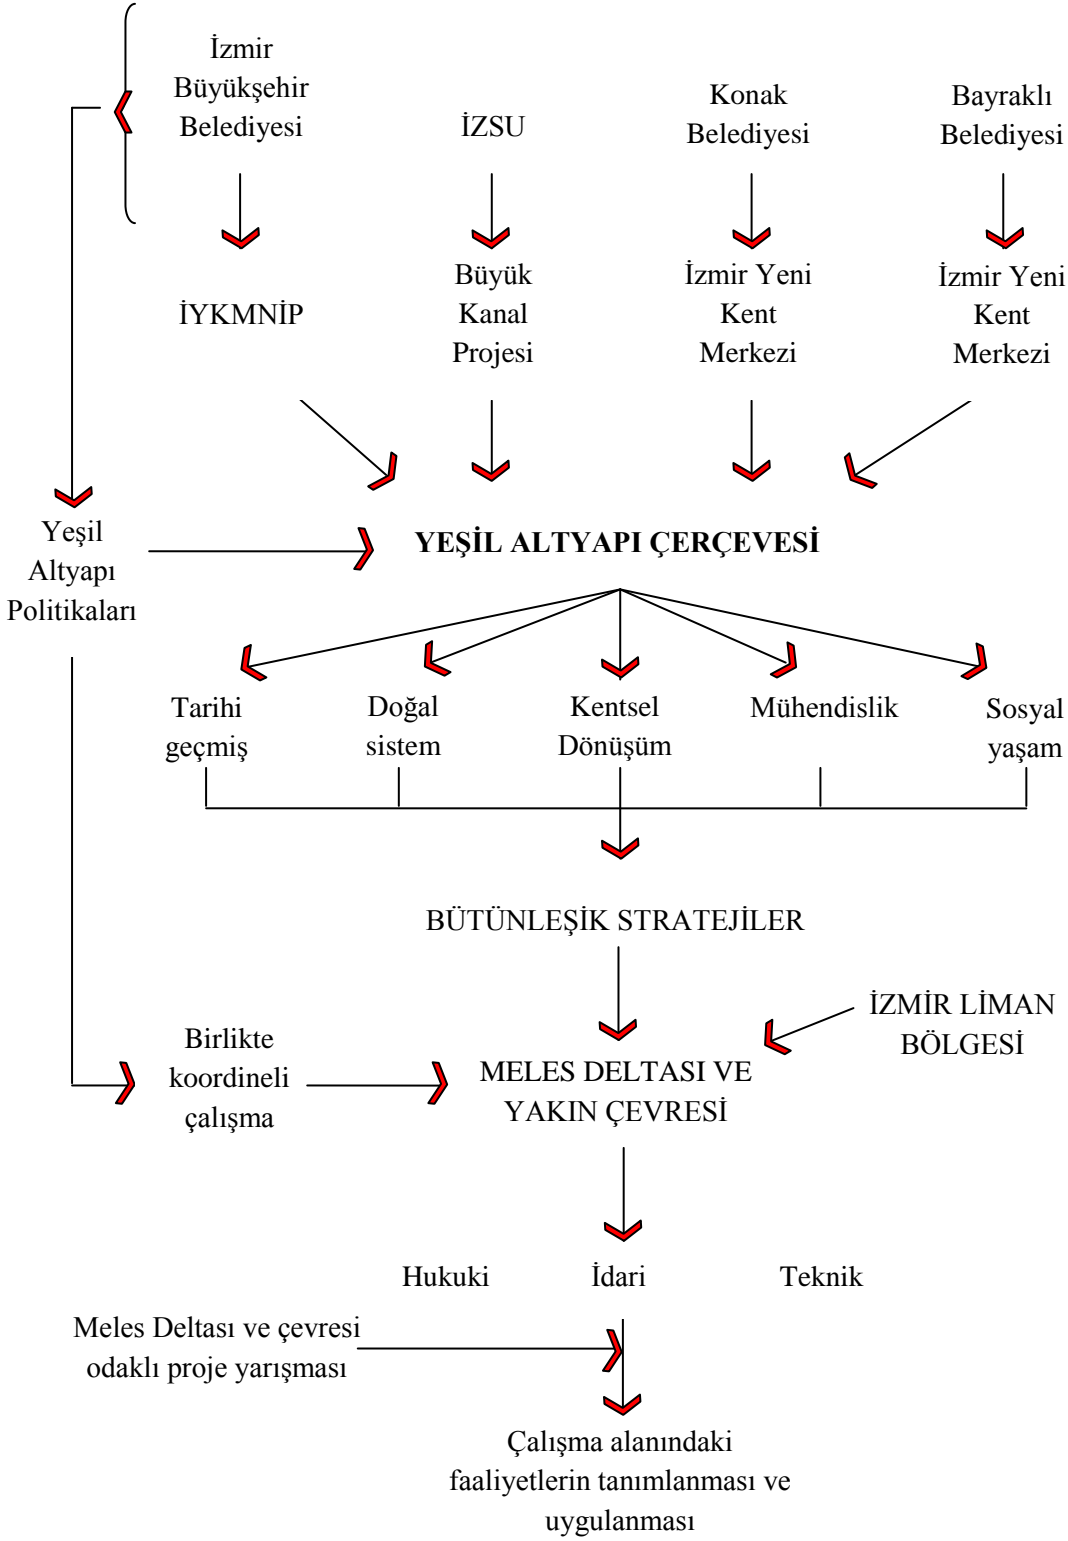 İzmir
Büyükşehir
Belediyesi
İZSU
Konak
Belediyesi
Bayraklı
Belediyesi
İYKMNİP
Büyük
Kanal
Projesi
İzmir Yeni
Kent
Merkezi
İzmir Yeni
Kent
Merkezi
Yeşil
Altyapı
Politikaları
YEŞİL ALTYAPI ÇERÇEVESİ
Tarihi
geçmiş
Doğal
sistem
Kentsel
Dönüşüm
Mühendislik
Sosyal
yaşam
BÜTÜNLEŞİK STRATEJİLER
İZMİR LİMAN
BÖLGESİ
Birlikte
koordineli
çalışma
MELES DELTASI VE
YAKIN ÇEVRESİ
Hukuki
İdari
Teknik
Meles Deltası ve çevresi
odaklı proje yarışması
Çalışma alanındaki
faaliyetlerin tanımlanması ve
uygulanması